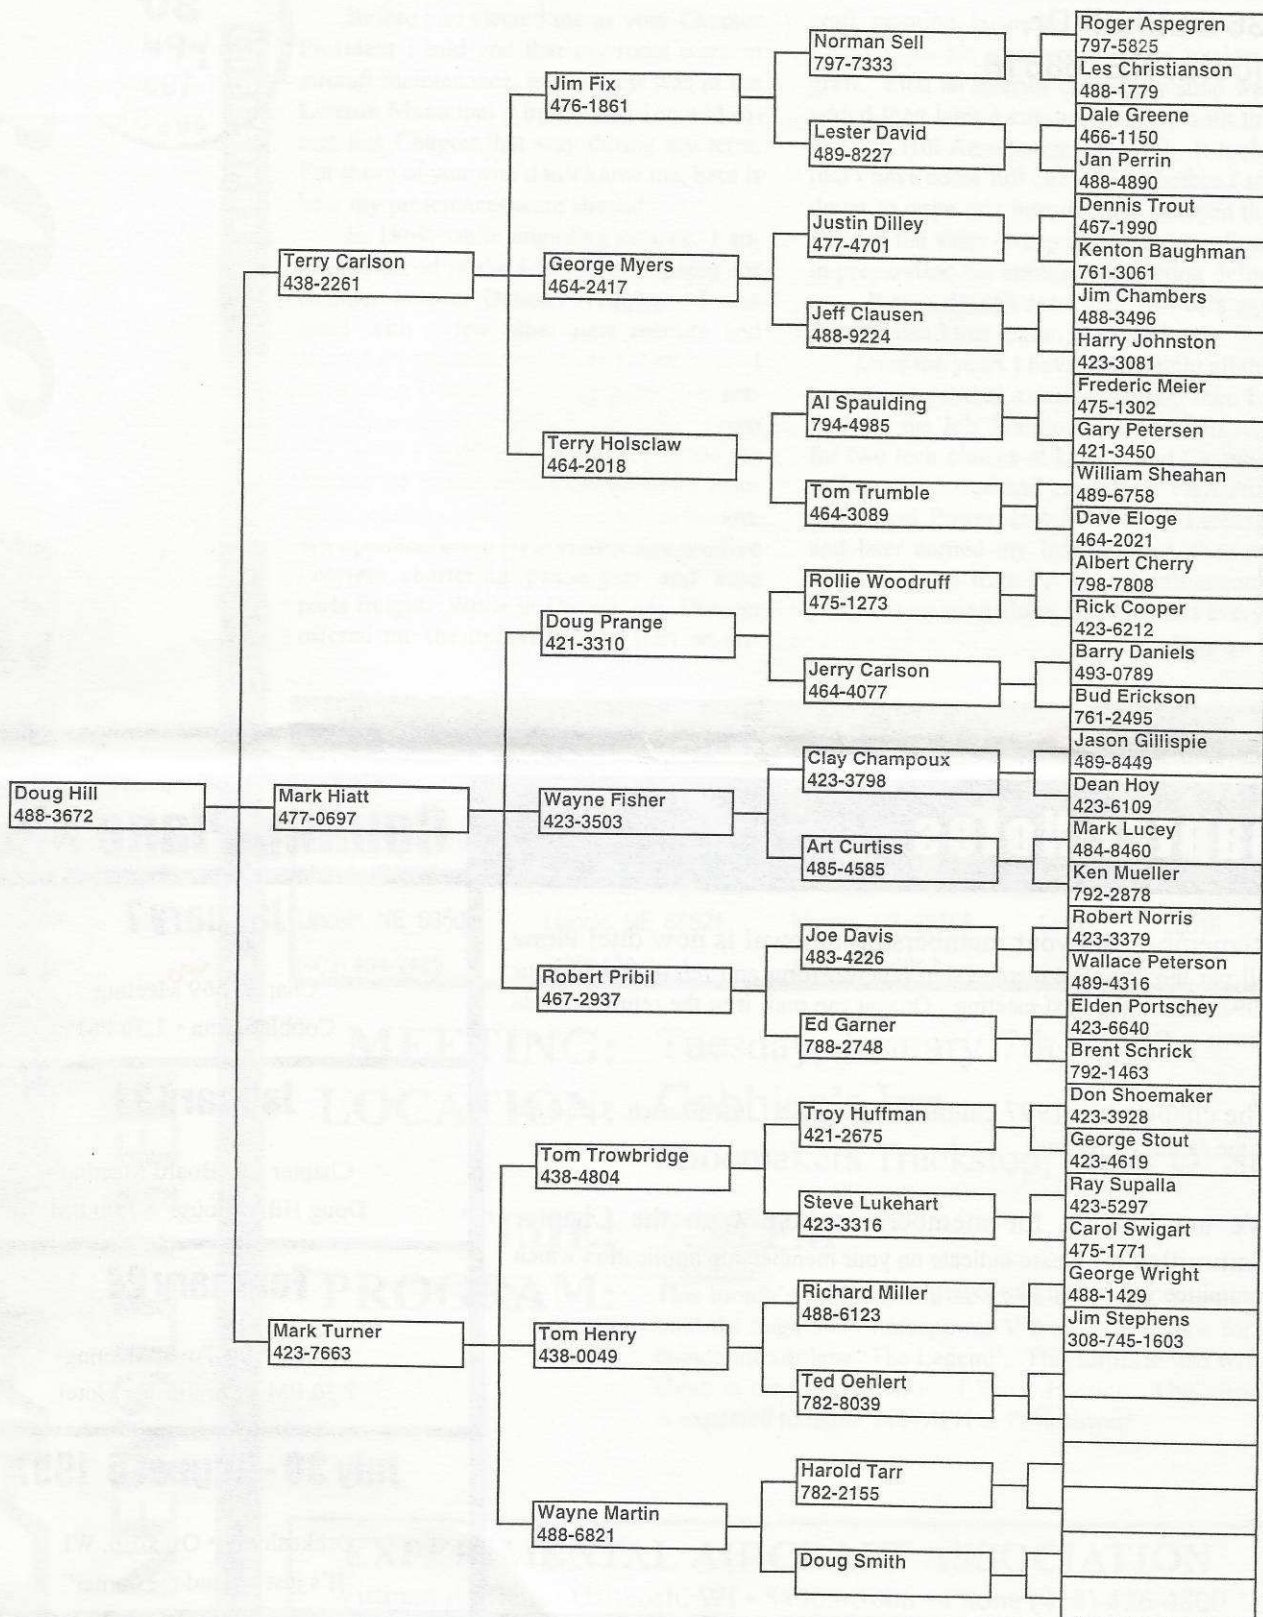 Doug Hill
488-3672
Terry Carlson
438-2261
Mark Hiatt
477-0697
Mark Turner
423-7663
Jim Fix
476-1861
George Myers
464-2417
Terry Holsclaw
464-2018
Doug Prange
421-3310
Wayne Fisher
423-3503
Robert Pribil
467-2937
Tom Trowbridge
438-4804
Tom Henry
438-0049
Wayne Martin
488-6821
Norman Sell
797-7333
Lester David
489-8227
Justin Dilley
477-4701
Jeff Clausen
488-9224
Al Spaulding
794-4985
Tom Trumble
464-3089
Rollie Woodruff
475-1273
Jerry Carlson
464-4077
Clay Champoux
423-3798
Art Curtiss
485-4585
Joe Davis
483-4226
Ed Garner
788-2748
Troy Huffman
421-2675
Steve Lukehart
423-3316
Richard Miller
488-6123
Ted Oehlert
782-8039
Harold Tarr
782-2155
Doug Smith
Roger Aspegren
797-5825
Les Christianson
488-1779
Dale Greene
466-1150
Jan Perrin
488-4890
Dennis Trout
467-1990
Kenton Baughman
761-3061
Jim Chambers
488-3496
Harry Johnston
423-3081
Frederic Meier
475-1302
Gary Petersen
421-3450
William Sheahan
489-6758
Dave Eloge
464-2021
Albert Cherry
798-7808
Rick Cooper
423-6212
Barry Daniels
493-0789
Bud Erickson
761-2495
Jason Gillispie
489-8449
Dean Hoy
423-6109
Mark Lucey
484-8460
Ken Mueller
792-2878
Robert Norris
423-3379
Wallace Peterson
489-4316
Elden Portschey
423-6640
Brent Schrick
792-1463
Don Shoemaker
423-3928
George Stout
423-4619
Ray Supalla
423-5297
Carol Swigart
475-1771
George Wright
488-1429
Jim Stephens
308-745-1603